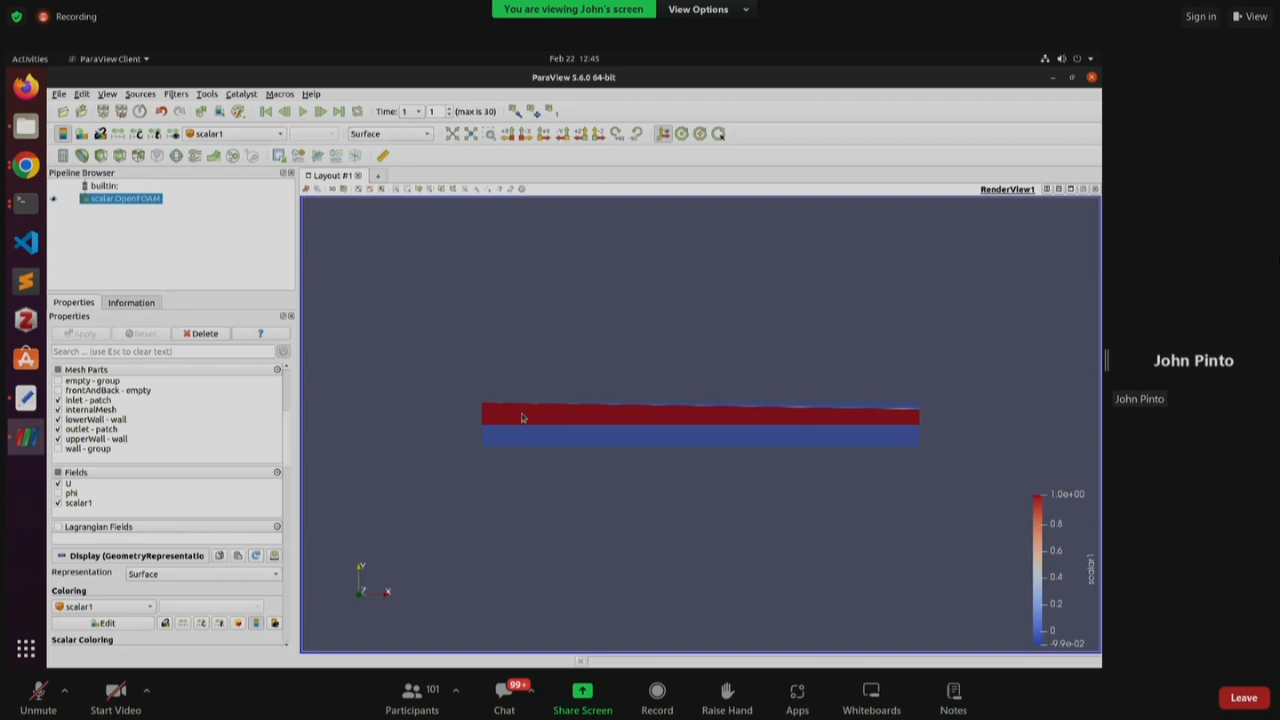 Recording
You are viewing John's screen
View Options
Sign in
View
Activities
ParaView Client
Feb 22 12:45
ParaView 5.6.0 64-bit
File Edit View Sources Filters Tools Catalyst Macros Help
Time: 1 1 (max is 30)
scalar1
Surface
Pipeline Browser
Layout #1
builtin:
scalar.OpenFOAM
RenderView1
Properties Information
Properties
Apply Reset Delete ?
Search ... (use Esc to clear text)
Mesh Parts
empty - group
frontAndBack - empty
inlet - patch
internalMesh
lowerWall - wall
outlet - patch
upperWall - wall
wall - group
Fields
U
phi
scalar1
Lagrangian Fields
Display (GeometryRepresentatio
Representation Surface
Coloring
scalar1
Edit
Scalar Coloring
Y
Z
X
1.0e+00
0.8
0.6
0.4
0.2
0
-9.9e-02
scalar1
John Pinto
John Pinto
Unmute
Start Video
101
Participants
99+
Chat
Share Screen
Record
Raise Hand
Apps
Whiteboards
Notes
Leave